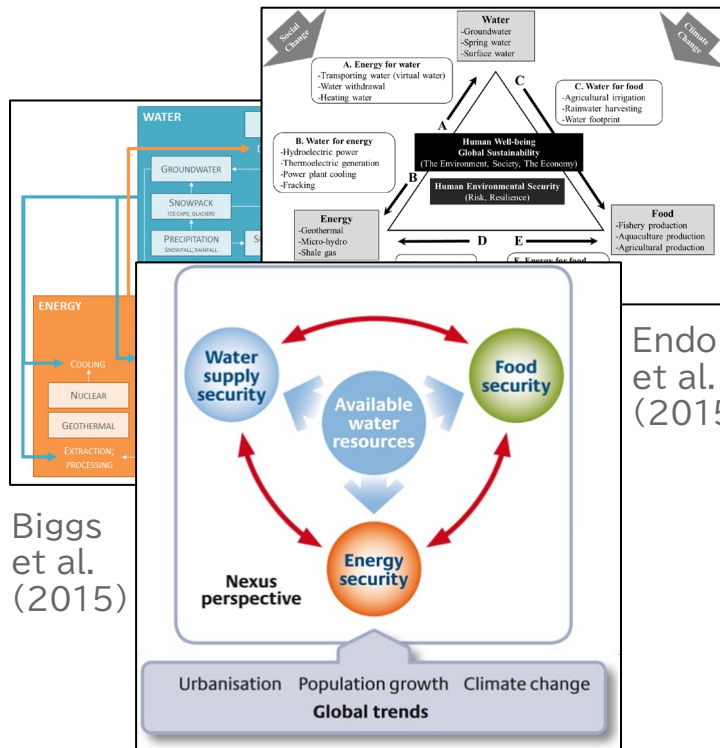 Social
Change
Climate
Change
Water
-Groundwater
-Spring water
-Surface water
A. Energy for water
-Transporting water (virtual water)
-Water withdrawal
-Heating water
C
C. Water for food
-Agricultural irrigation
-Rainwater harvesting
-Water footprint
A
B. Water for energy
-Hydroelectric power
-Thermoelectric generation
-Power plant cooling
-Fracking
B
Human Well-being
Global Sustainability
(The Environment, Society, The Economy)
Human Environmental Security
(Risk, Resilience)
Energy
-Geothermal
-Micro-hydro
-Shale gas
D
E
Food
-Fishery production
-Aquaculture production
-Agricultural production
E. Energy for food
WATER
GROUNDWATER
SNOWPACK
ICE CAPS; GLACIERS
PRECIPITATION
SNOWFALL; RAINFALL
ENERGY
COOLING
NUCLEAR
GEOTHERMAL
EXTRACTION;
PROCESSING
Endo
et al.
(2015
Biggs
et al.
(2015)
Water
supply
security
Food
security
Available
water
resources
Energy
security
Nexus
perspective
Urbanisation Population growth Climate change
Global trends